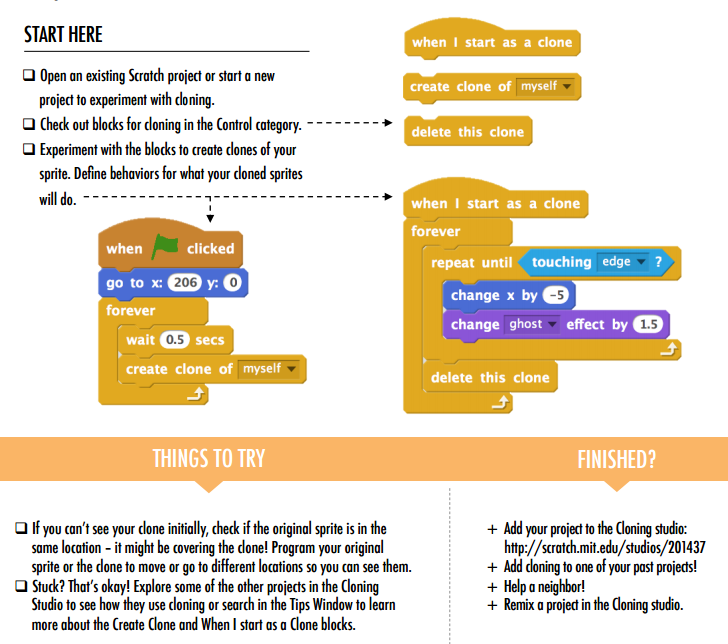 START HERE
❑ Open an existing Scratch project or start a new
project to experiment with cloning.
❑ Check out blocks for cloning in the Control category.
❑ Experiment with the blocks to create clones of your
sprite. Define behaviors for what your cloned sprites
will do.
when I start as a clone
create clone of myself
delete this clone
when clicked
go to x: 206 y: 0
forever
wait 0.5 secs
create clone of myself
when I start as a clone
forever
repeat until touching edge ?
change x by -5
change ghost effect by 1.5
delete this clone
THINGS TO TRY
❑ If you can't see your clone initially, check if the original sprite is in the
same location – it might be covering the clone! Program your original
sprite or the clone to move or go to different locations so you can see them.
❑ Stuck? That's okay! Explore some of the other projects in the Cloning
Studio to see how they use cloning or search in the Tips Window to learn
more about the Create Clone and When I start as a Clone blocks.
FINISHED?
+ Add your project to the Cloning studio:
http://scratch.mit.edu/studios/201437
+ Add cloning to one of your past projects!
+ Help a neighbor!
+ Remix a project in the Cloning studio.